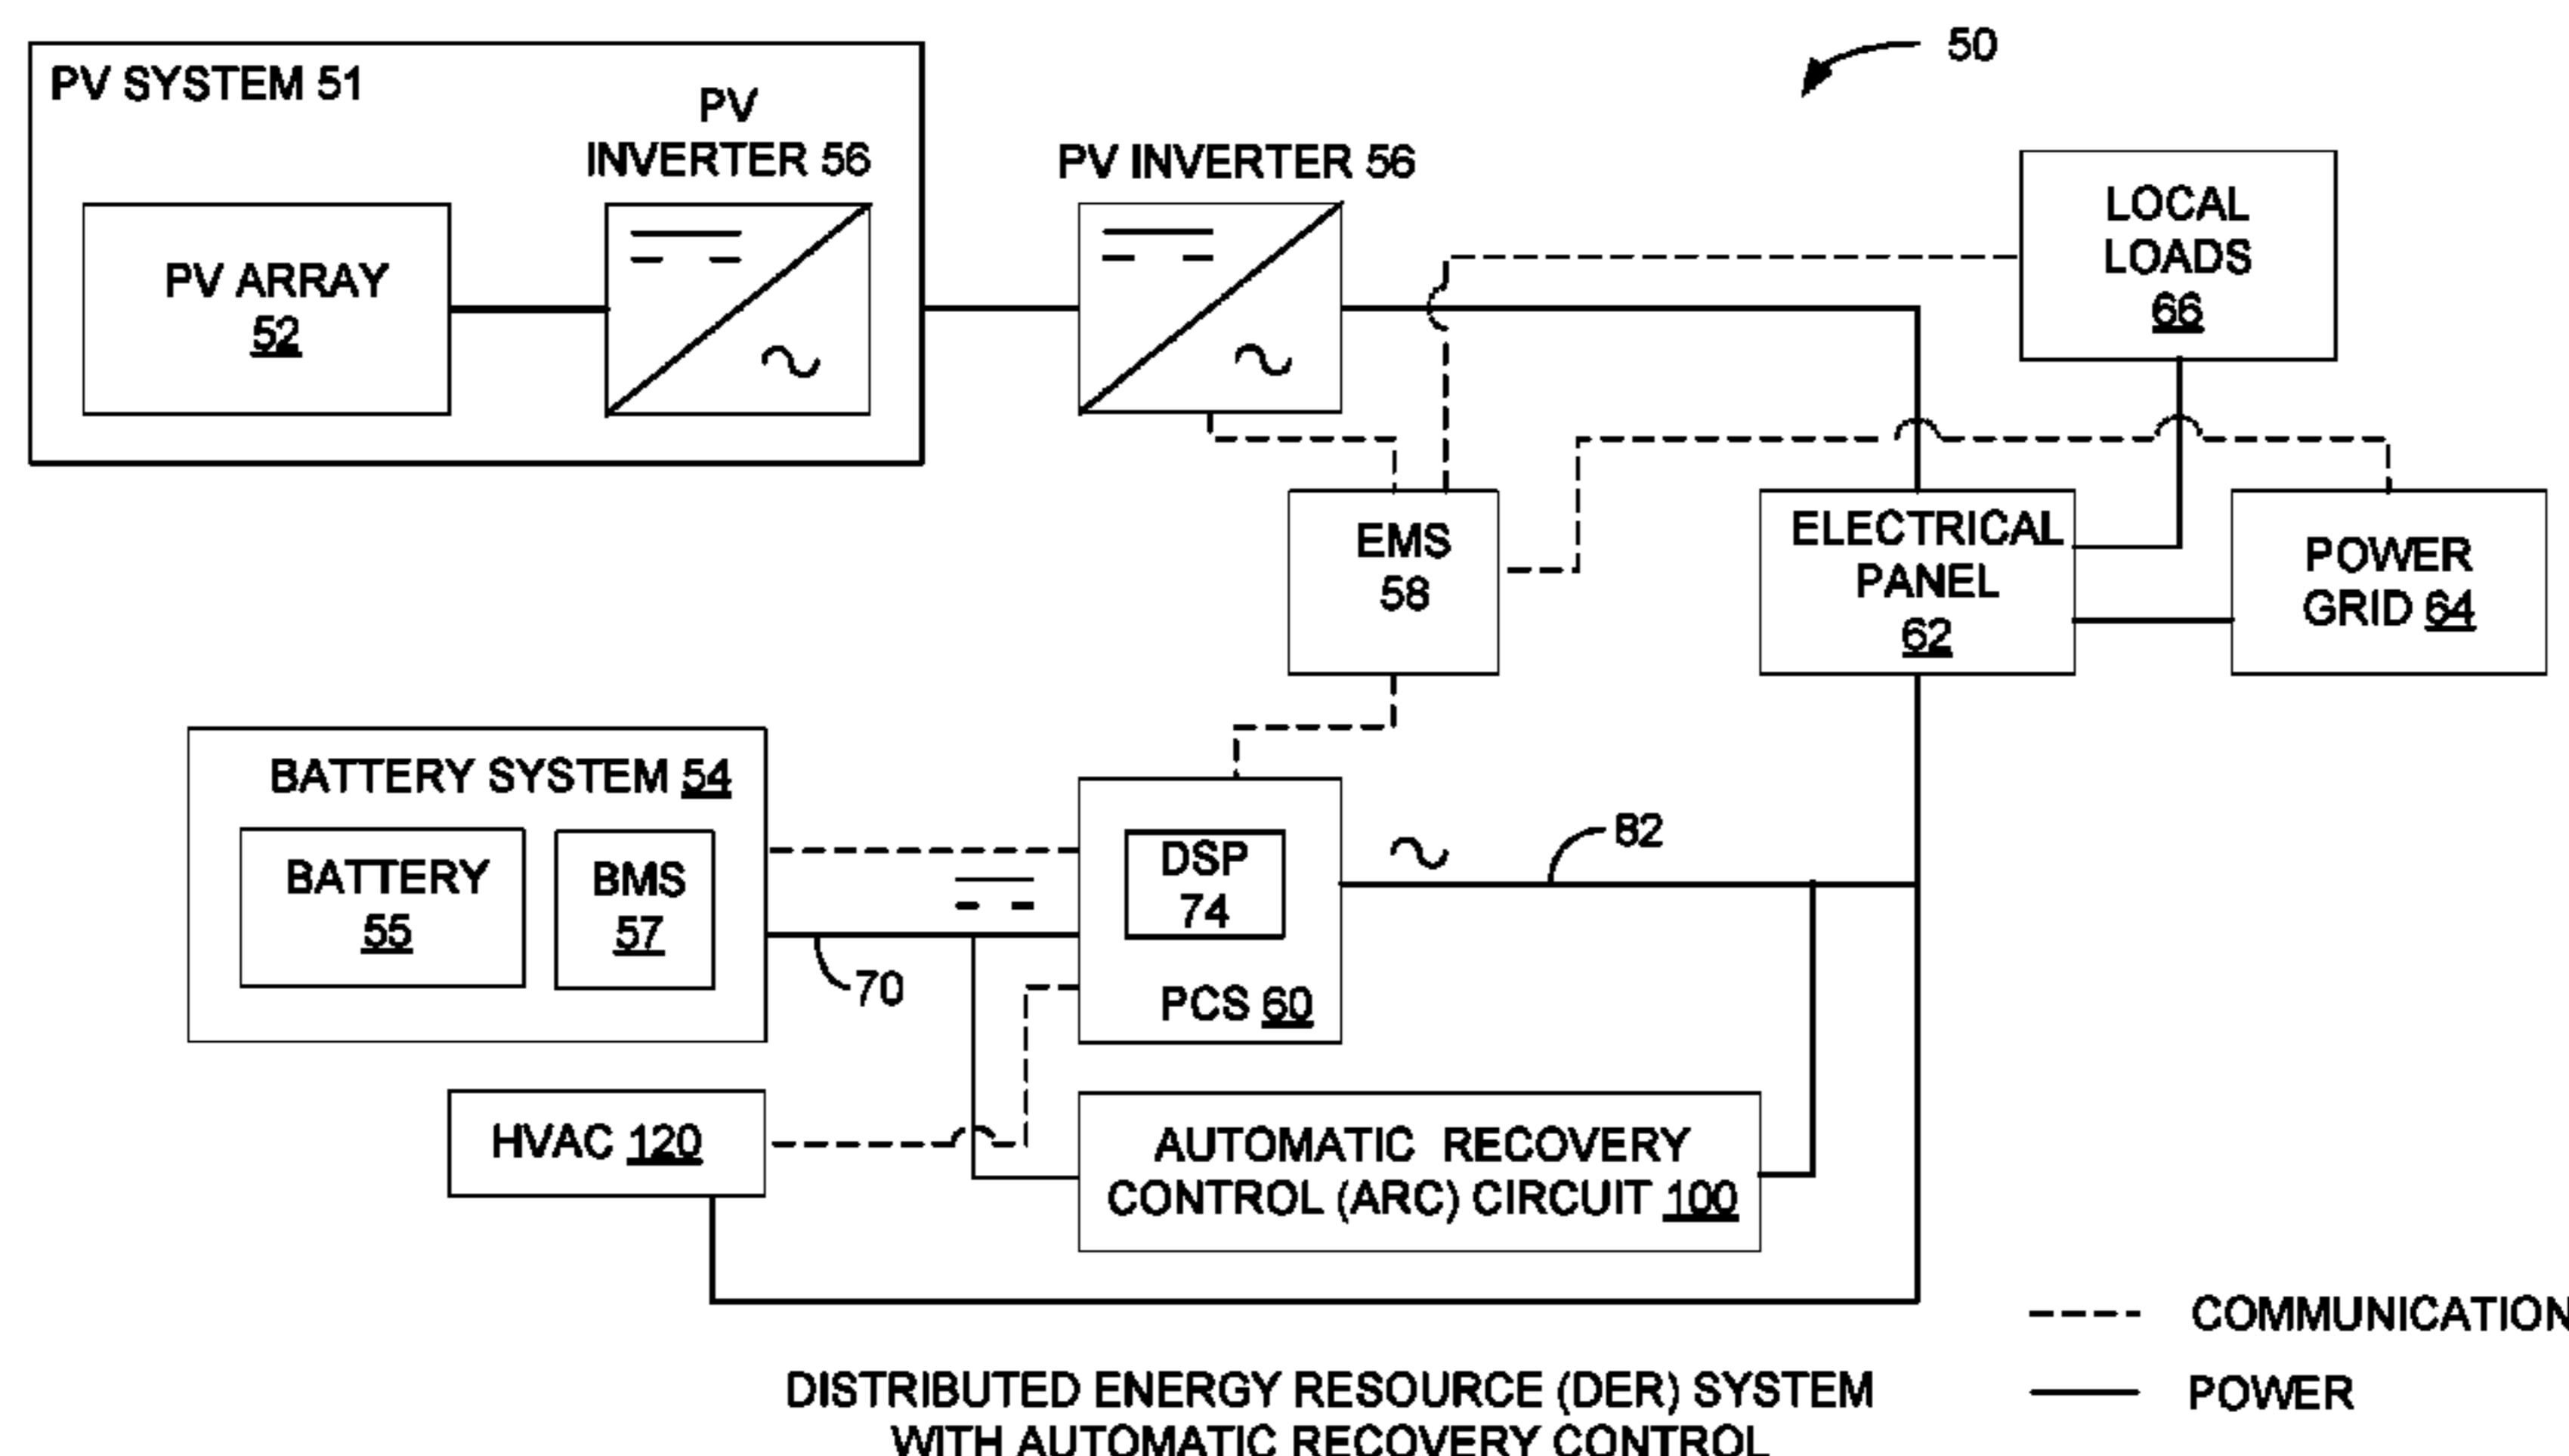 50
PV SYSTEM 51
PV
INVERTER 56
PV INVERTER 56
PV ARRAY
52
LOCAL
LOADS
66
EMS
58
ELECTRICAL
PANEL
62
POWER
GRID 64
BATTERY SYSTEM 54
BATTERY
55
BMS
57
70
DSP
74
PCS 60
82
HVAC 120
AUTOMATIC RECOVERY
CONTROL (ARC) CIRCUIT 100
COMMUNICATION
POWER
DISTRIBUTED ENERGY RESOURCE (DER) SYSTEM
WITH AUTOMATIC RECOVERY CONTROL